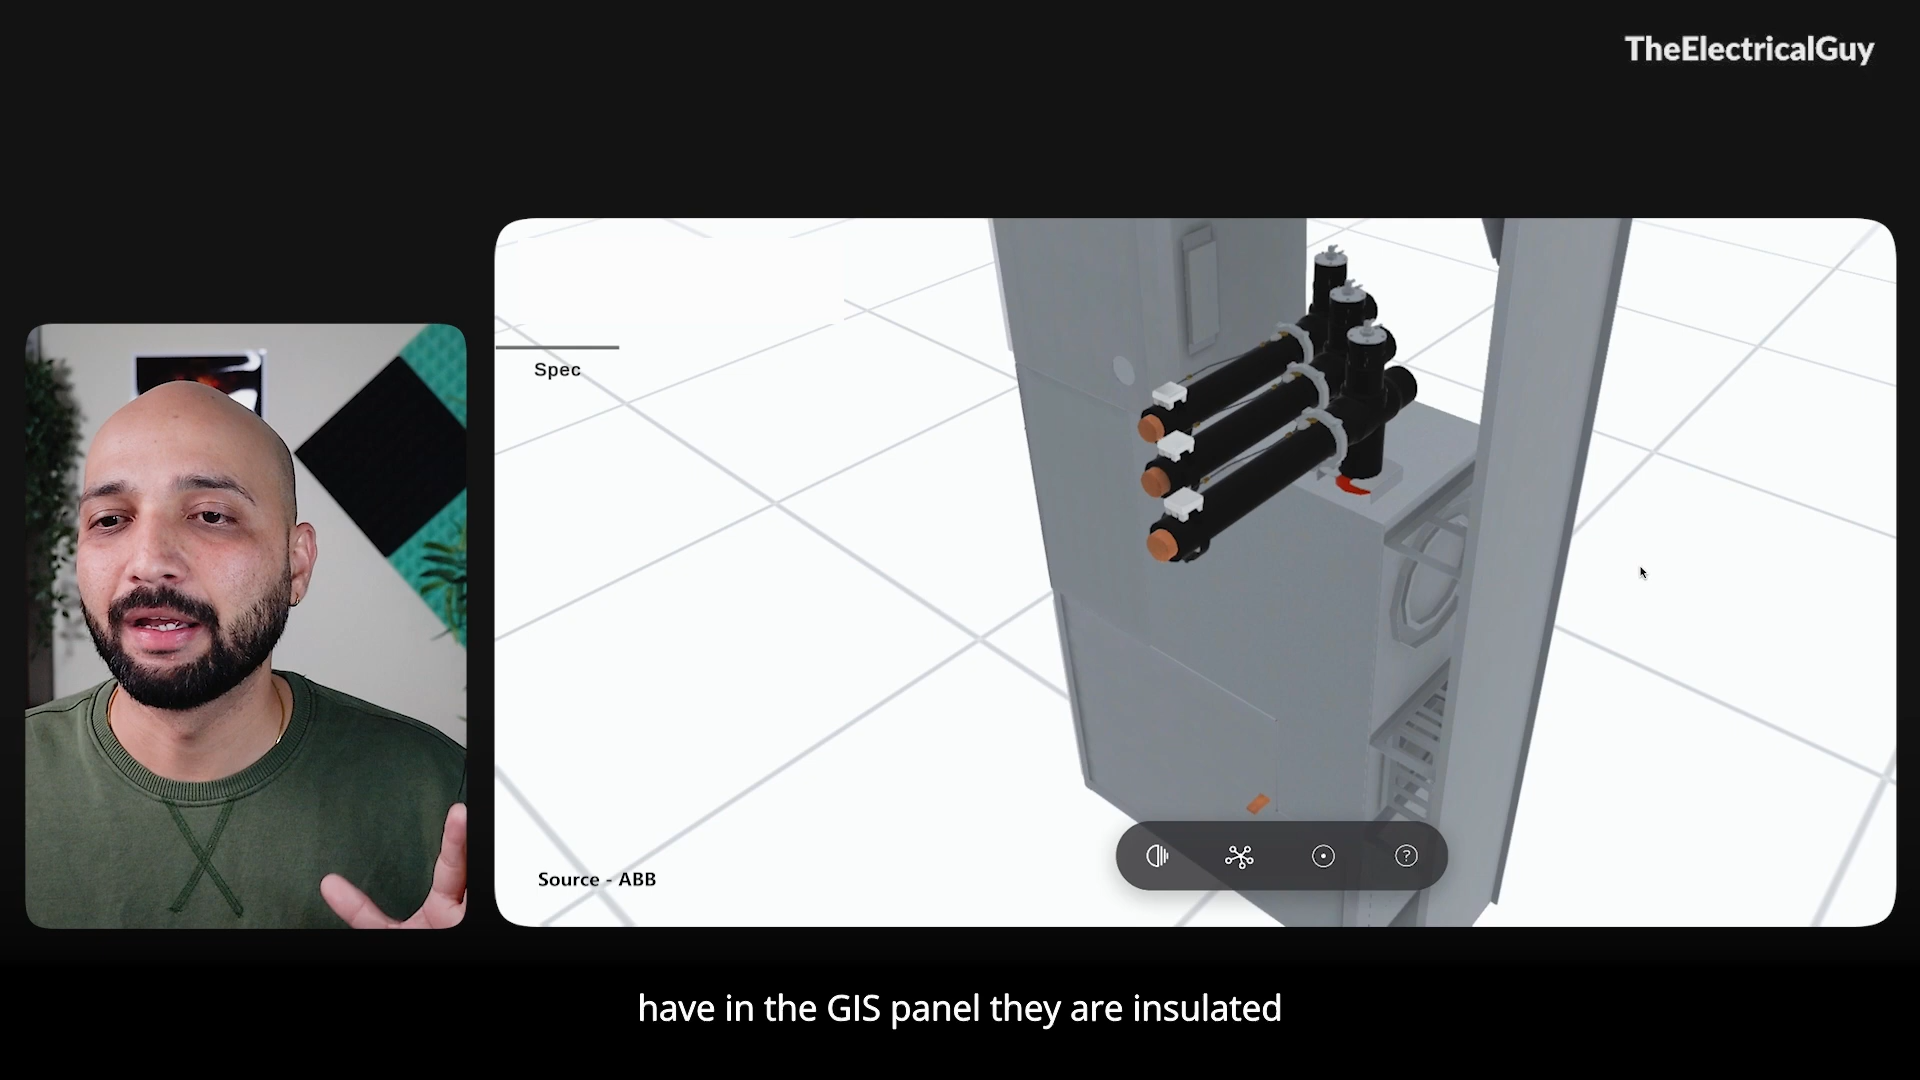 TheElectricalGuy
Spec
Source - ABB
have in the GIS panel they are insulated